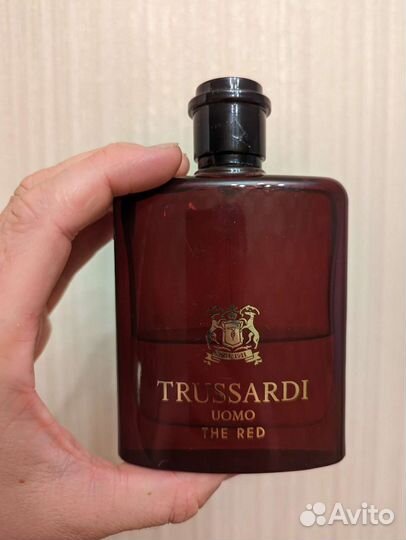 TRUSSARDI
UOMO
THE RED
Avito